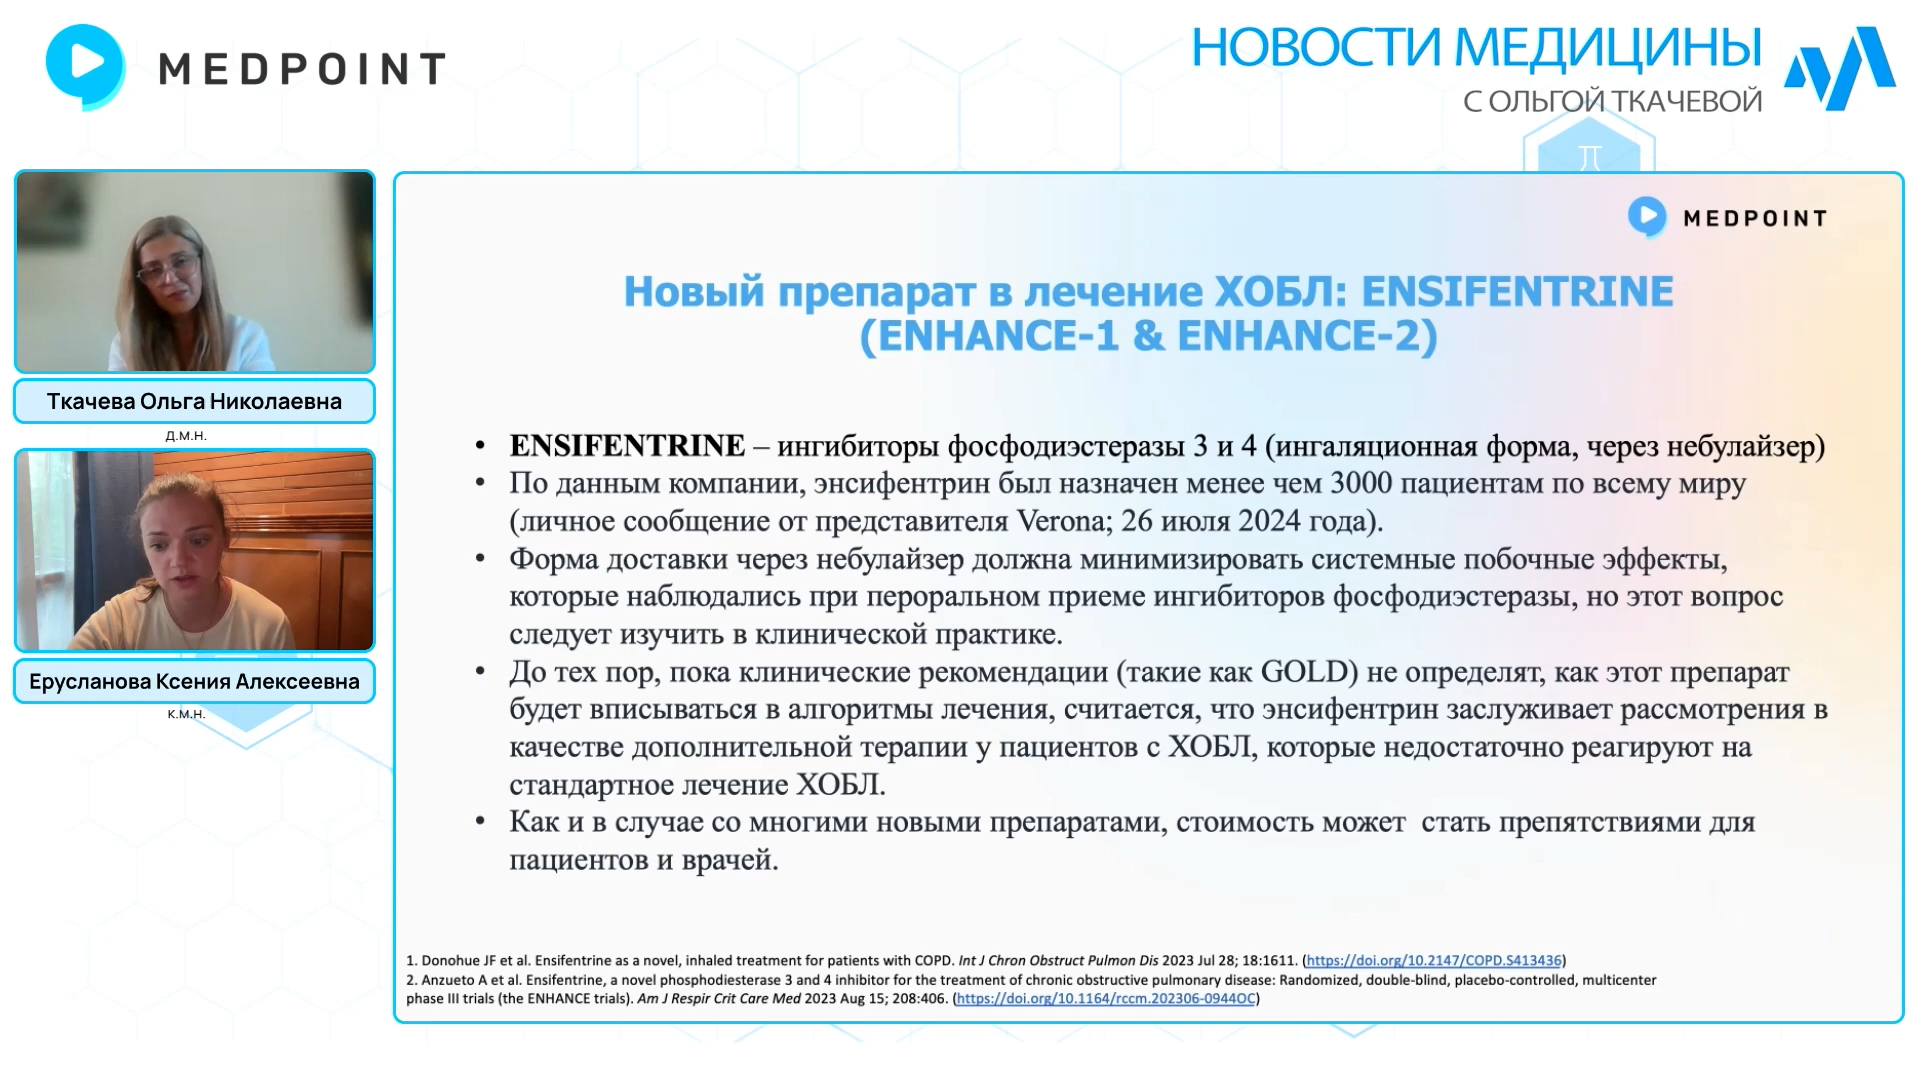 MEDPOINT
НОВОСТИ МЕДИЦИНЫ
С ОЛЬГОЙ ТКАЧЕВОЙ
Ткачева Ольга Николаевна
Д.М.Н.
Ерусланова Ксения Алексеевна
К.М.Н.
MEDPOINT
Новый препарат в лечение ХОБЛ: ENSIFENTRINE
(ENHANCE-1 & ENHANCE-2)
• ENSIFENTRINE – ингибиторы фосфодиэстеразы 3 и 4 (ингаляционная форма, через небулайзер)
• По данным компании, энсифентрин был назначен менее чем 3000 пациентам по всему миру
(личное сообщение от представителя Verona; 26 июля 2024 года).
• Форма доставки через небулайзер должна минимизировать системные побочные эффекты,
которые наблюдались при пероральном приеме ингибиторов фосфодиэстеразы, но этот вопрос
следует изучить в клинической практике.
• До тех пор, пока клинические рекомендации (такие как GOLD) не определят, как этот препарат
будет вписываться в алгоритмы лечения, считается, что энсифентрин заслуживает рассмотрения в
качестве дополнительной терапии у пациентов с ХОБЛ, которые недостаточно реагируют на
стандартное лечение ХОБЛ.
• Как и в случае со многими новыми препаратами, стоимость может  стать препятствиями для
пациентов и врачей.
1. Donohue JF et al. Ensifentrine as a novel, inhaled treatment for patients with COPD. Int J Chron Obstruct Pulmon Dis 2023 Jul 28; 18:1611. (https://doi.org/10.2147/COPD.S413436)
2. Anzueto A et al. Ensifentrine, a novel phosphodiesterase 3 and 4 inhibitor for the treatment of chronic obstructive pulmonary disease: Randomized, double-blind, placebo-controlled, multicenter
phase III trials (the ENHANCE trials). Am J Respir Crit Care Med 2023 Aug 15; 208:406. (https://doi.org/10.1164/rccm.202306-0944OC)